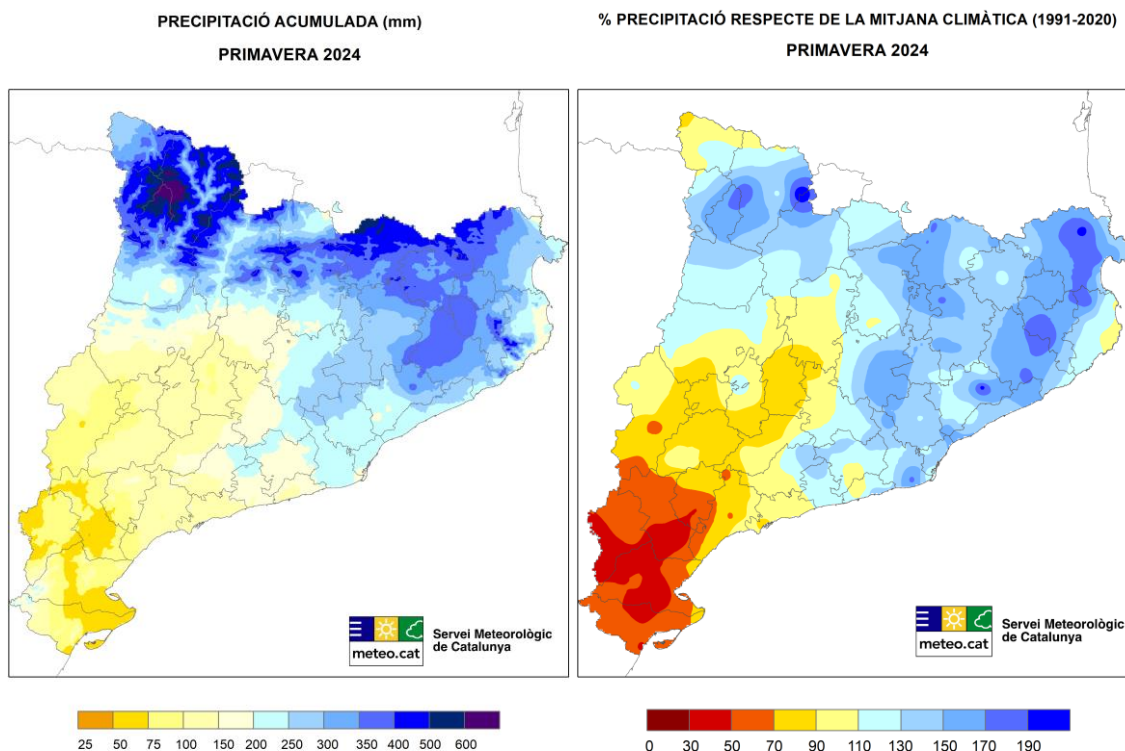 PRECIPITACIÓ ACUMULADA (mm)
PRIMAVERA 2024
Servei Meteorològic
de Catalunya
meteo.cat
25 50 75 100 150 200 250 300 350 400 500 600
% PRECIPITACIÓ RESPECTE DE LA MITJANA CLIMÀTICA (1991-2020)
PRIMAVERA 2024
Servei Meteorològic
de Catalunya
meteo.cat
0 30 50 70 90 110 130 150 170 190